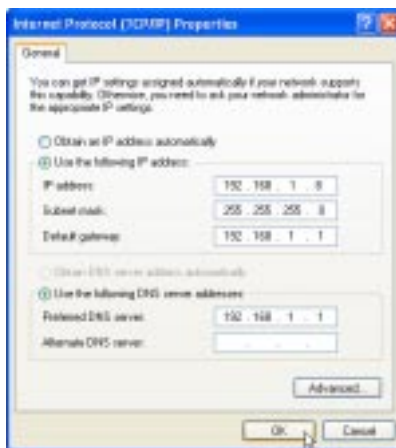 Internet Protocol (TCP/IP) Properties
General
You can get IP settings assigned automatically if your network supports
this capability. Otherwise, you need to ask your network administrator for
the appropriate IP settings.
Obtain an IP address automatically
Use the following IP address:
IP address: 192 . 168 . 1 .
Subnet mask: 255 . 255 . 255 .
Default gateway: 192 . 168 . 1 . 1
Obtain DNS server address automatically
Use the following DNS server addresses:
Preferred DNS server: 192 . 168 . 1 . 1
Alternate DNS server: . . .
Advanced...
OK Cancel